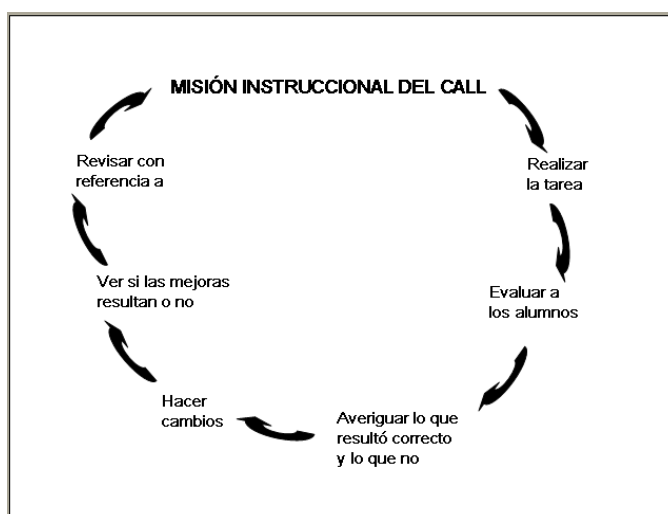 MISIÓN INSTRUCCIONAL DEL CALL
Realizar
la tarea
Evaluar a
los alumnos
Averiguar lo que
resultó correcto
y lo que no
Hacer
cambios
Ver si las mejoras
resultan o no
Revisar con
referencia a